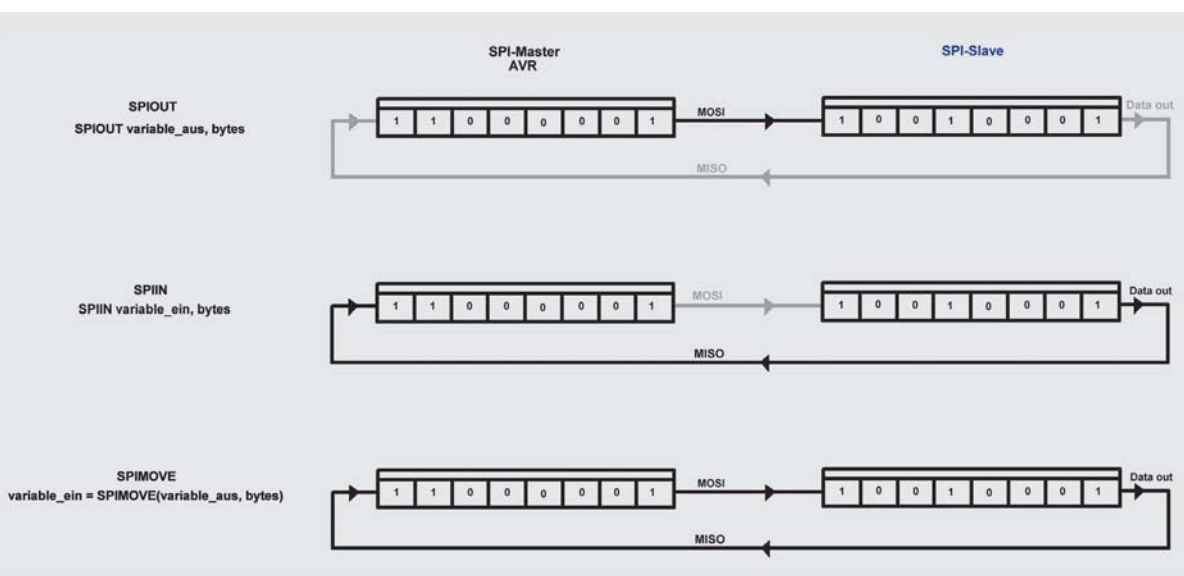 SPI-Master
AVR
SPI-Slave
SPIOUT
SPIOUT variable_aus, bytes
1 1 0 0 0 0 0 1
MOSI
1 0 0 1 0 0 0 1
Data out
MISO
SPIIN
SPIIN variable_ein, bytes
1 1 0 0 0 0 0 1
MOSI
1 0 0 1 0 0 0 1
Data out
MISO
SPIMOVE
variable_ein = SPIMOVE(variable_aus, bytes)
1 1 0 0 0 0 0 1
MOSI
1 0 0 1 0 0 0 1
Data out
MISO